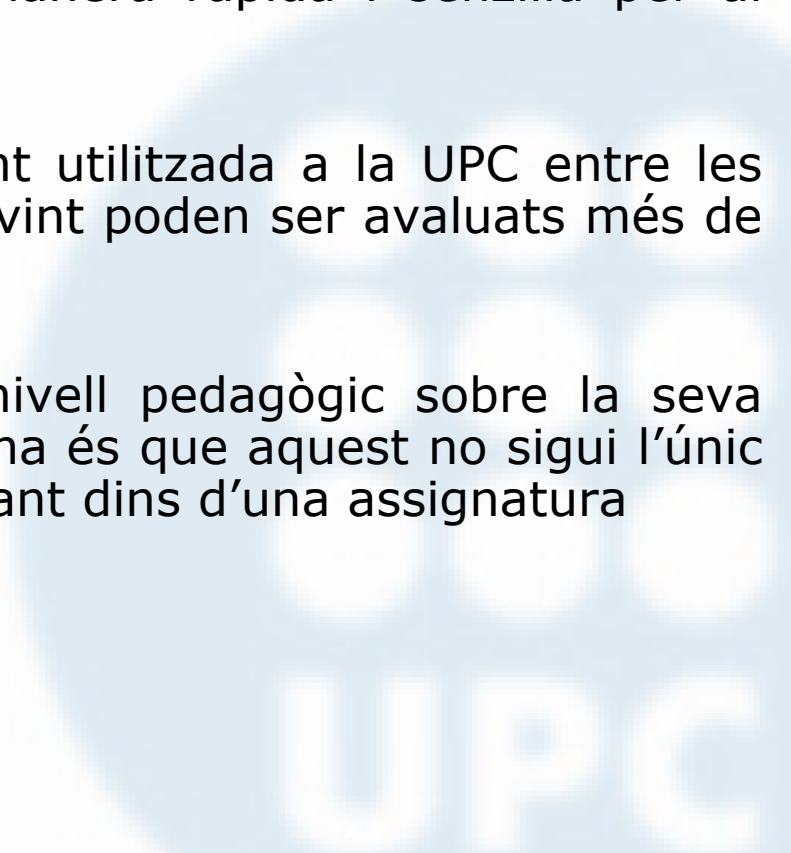 nt utilitzada a la UPC entre les
vint poden ser avaluats més de
nivell pedagògic sobre la seva
na és que aquest no sigui l’únic
ant dins d’una assignatura
UPC